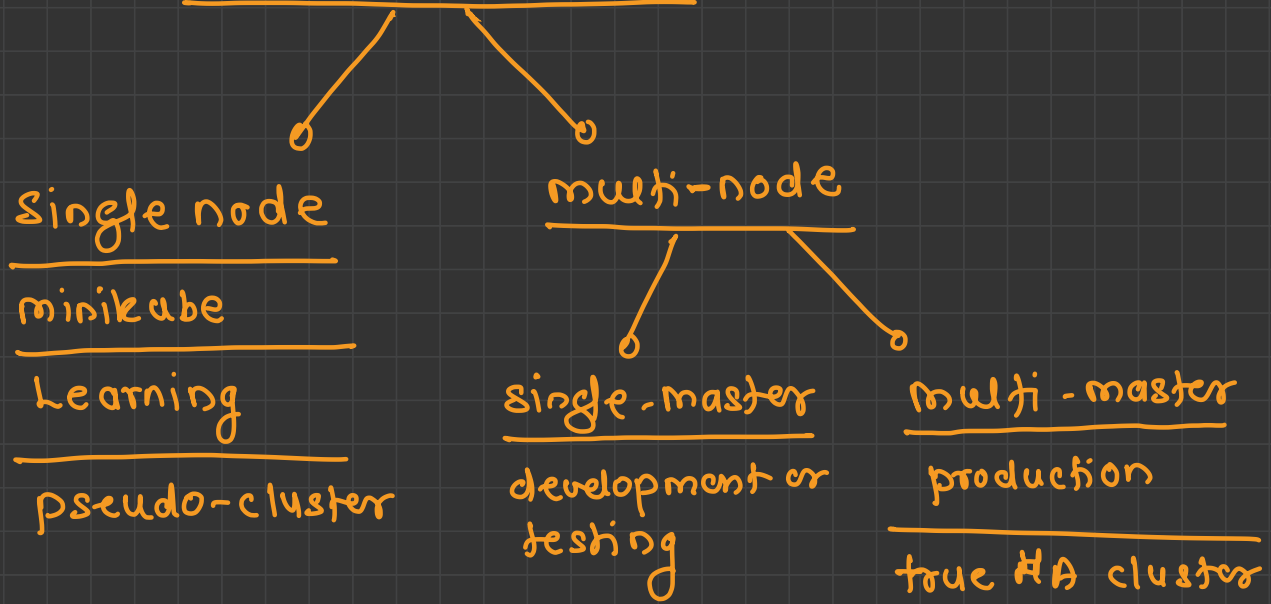 single node
minikube
Learning
pseudo-cluster
multi-node
single-master
development or
testing
multi-master
production
true HA cluster